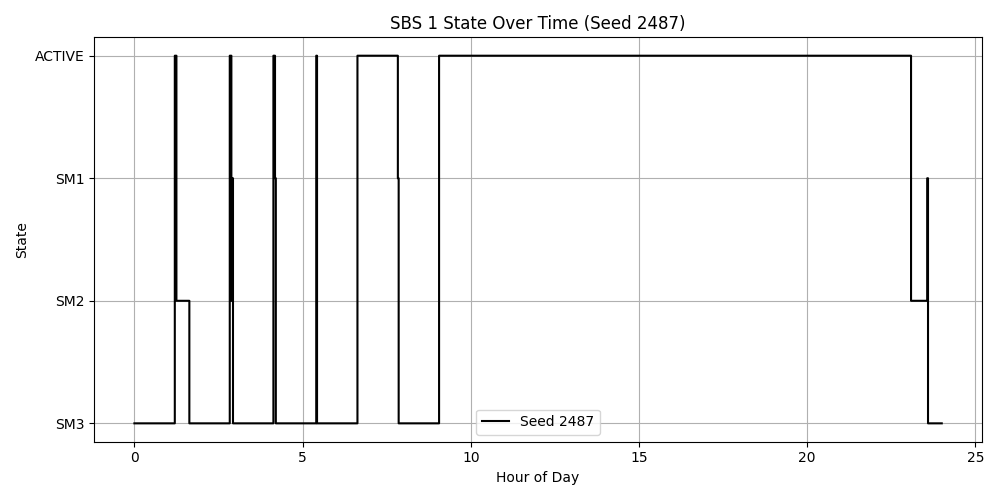 SBS 1 State Over Time (Seed 2487)
ACTIVE
SM1
SM2
SM3
State
Seed 2487
0 5 10 15 20 25
Hour of Day